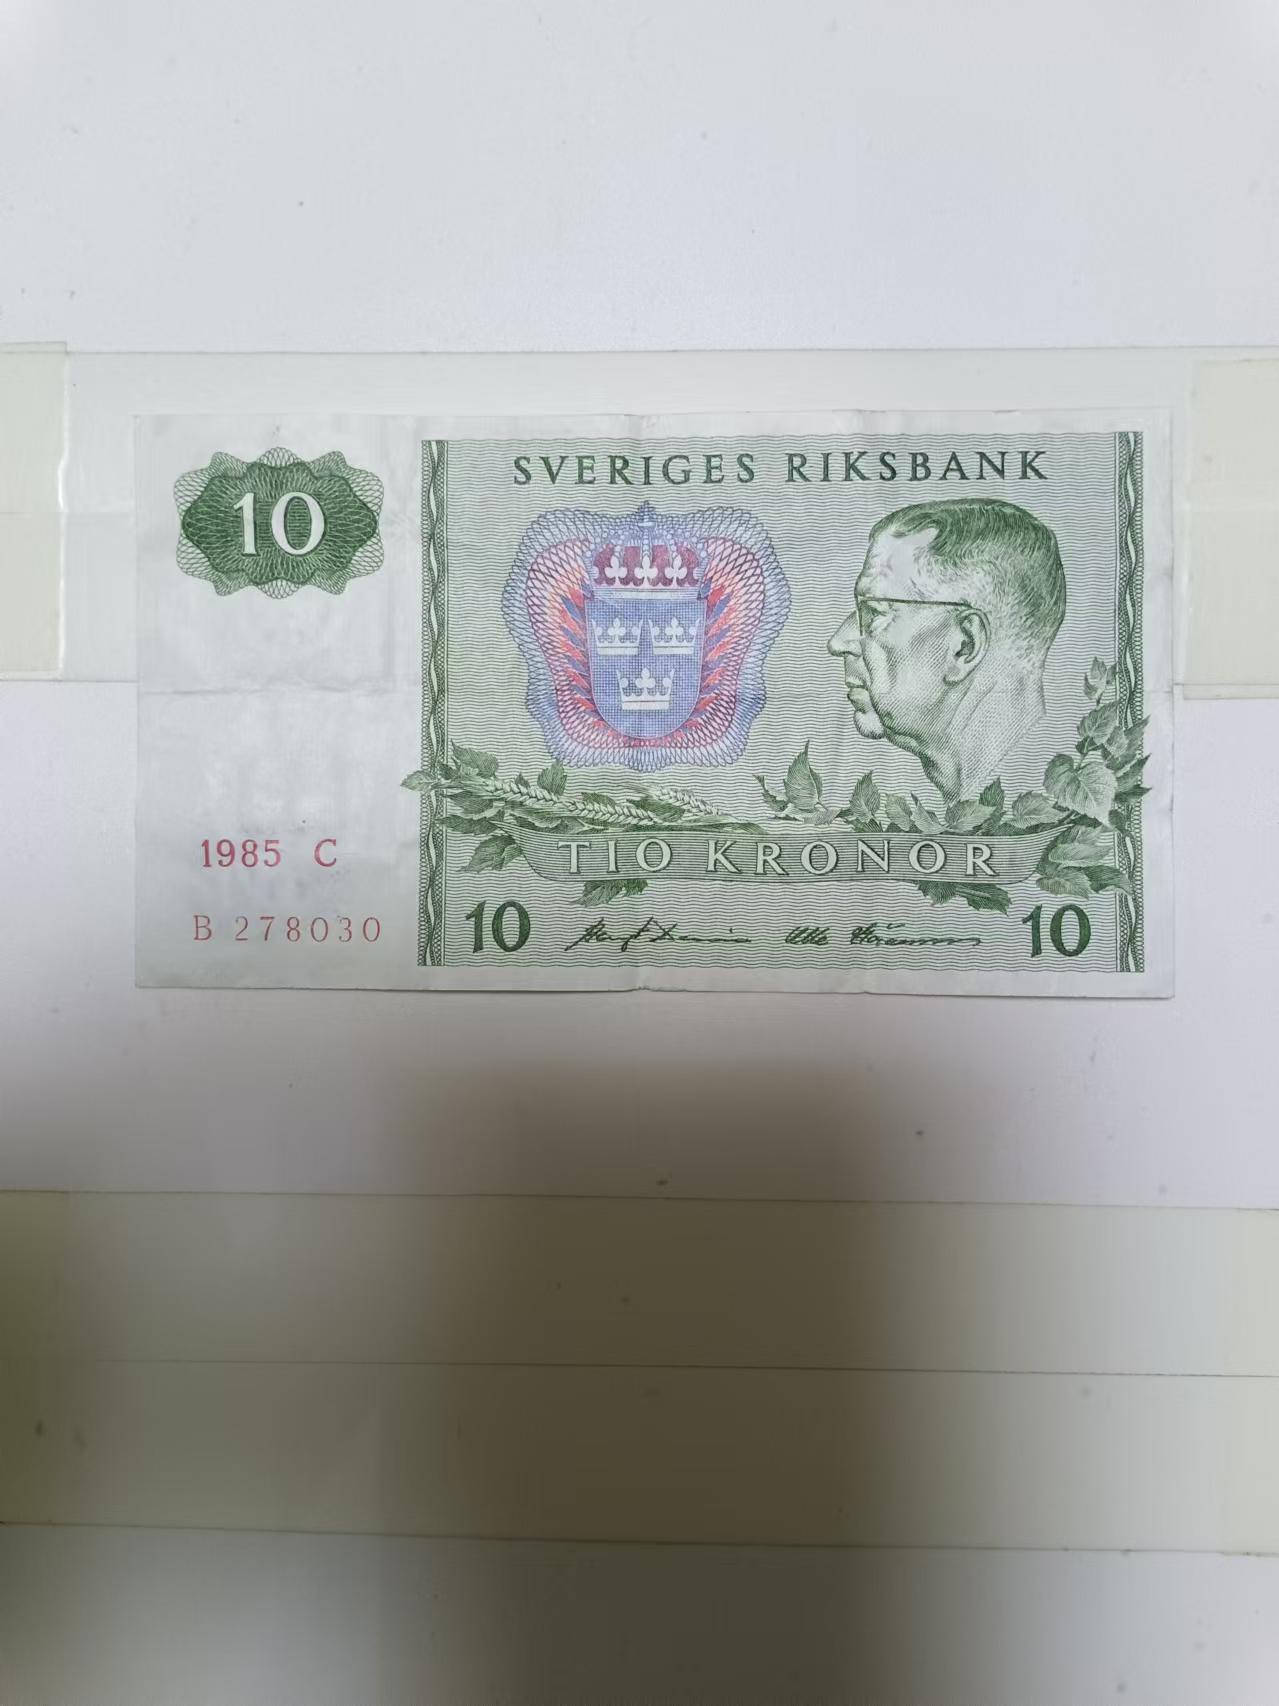 10
SVERIGES RIKSBANK
1985 C
TIO KRONOR
B 278030
10
10